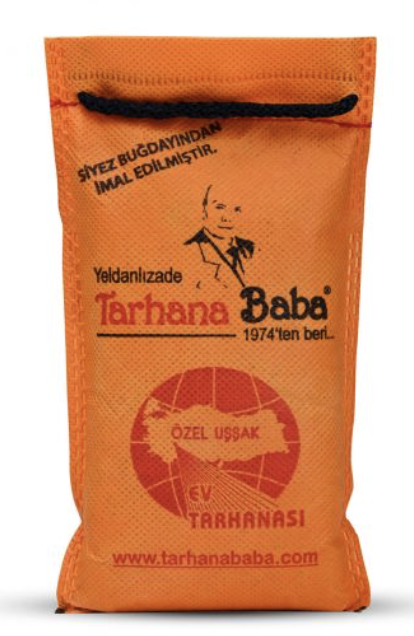 SİYEZ BUĞDAYINDAN
İMAL EDİLMİŞTİR.
Yeldanlızade
Tarhana Baba®
1974'ten beri..
ÖZEL UŞŞAK
EV
TARHANASI
www.tarhanababa.com